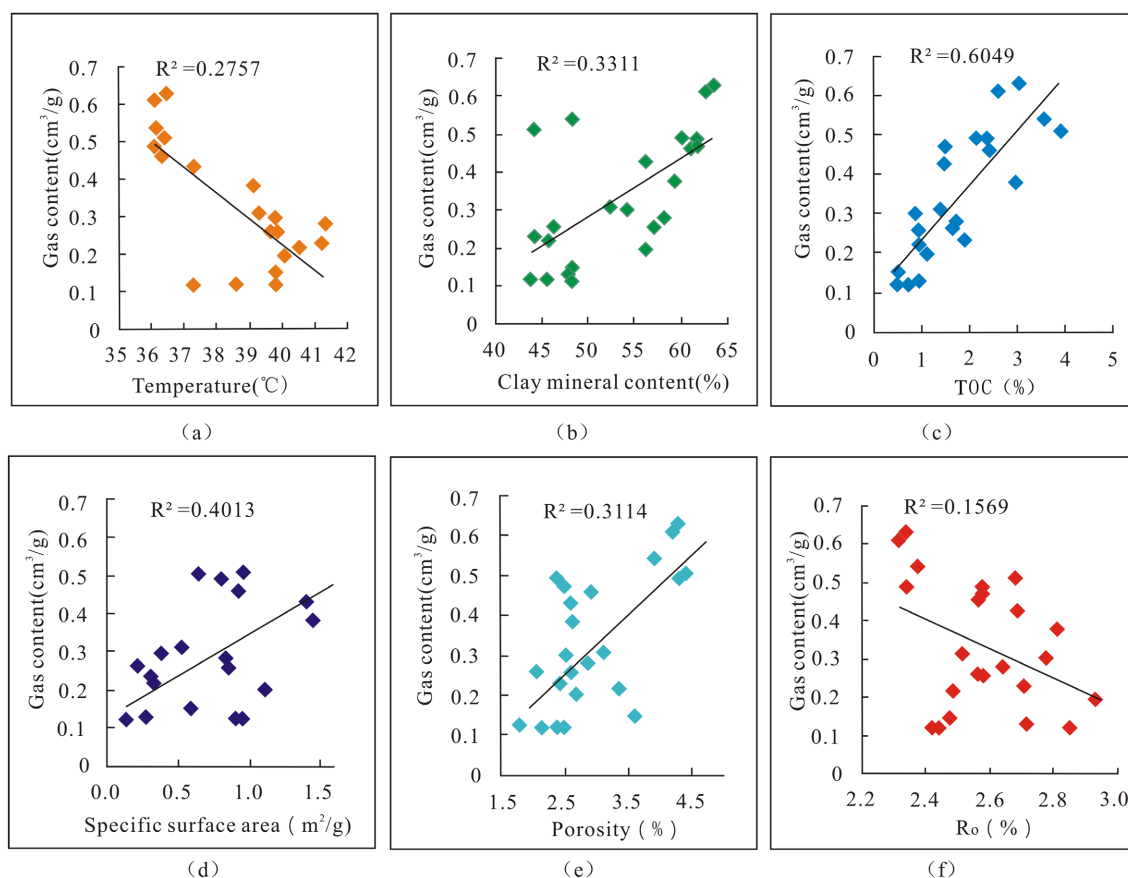 R² =0.2757
Gas content(cm³/g)
0.7
0.6
0.5
0.4
0.3
0.2
0.1
0
35 36 37 38 39 40 41 42
Temperature(℃)
(a)
R² =0.3311
Gas content(cm³/g)
0.7
0.6
0.5
0.4
0.3
0.2
0.1
0
40 45 50 55 60 65
Clay mineral content(%)
(b)
R² =0.6049
Gas content(cm³/g)
0.7
0.6
0.5
0.4
0.3
0.2
0.1
0
0 1 2 3 4 5
TOC (%)
(c)
R² =0.4013
Gas content(cm³/g)
0.7
0.6
0.5
0.4
0.3
0.2
0.1
0
0.0 0.5 1.0 1.5
Specific surface area ( m²/g)
(d)
R² =0.3114
Gas content(cm³/g)
0.7
0.6
0.5
0.4
0.3
0.2
0.1
0
1.5 2.5 3.5 4.5
Porosity (%)
(e)
R² =0.1569
Gas content(cm³/g)
0.7
0.6
0.5
0.4
0.3
0.2
0.1
0
2.2 2.4 2.6 2.8 3.0
Ro (%)
(f)